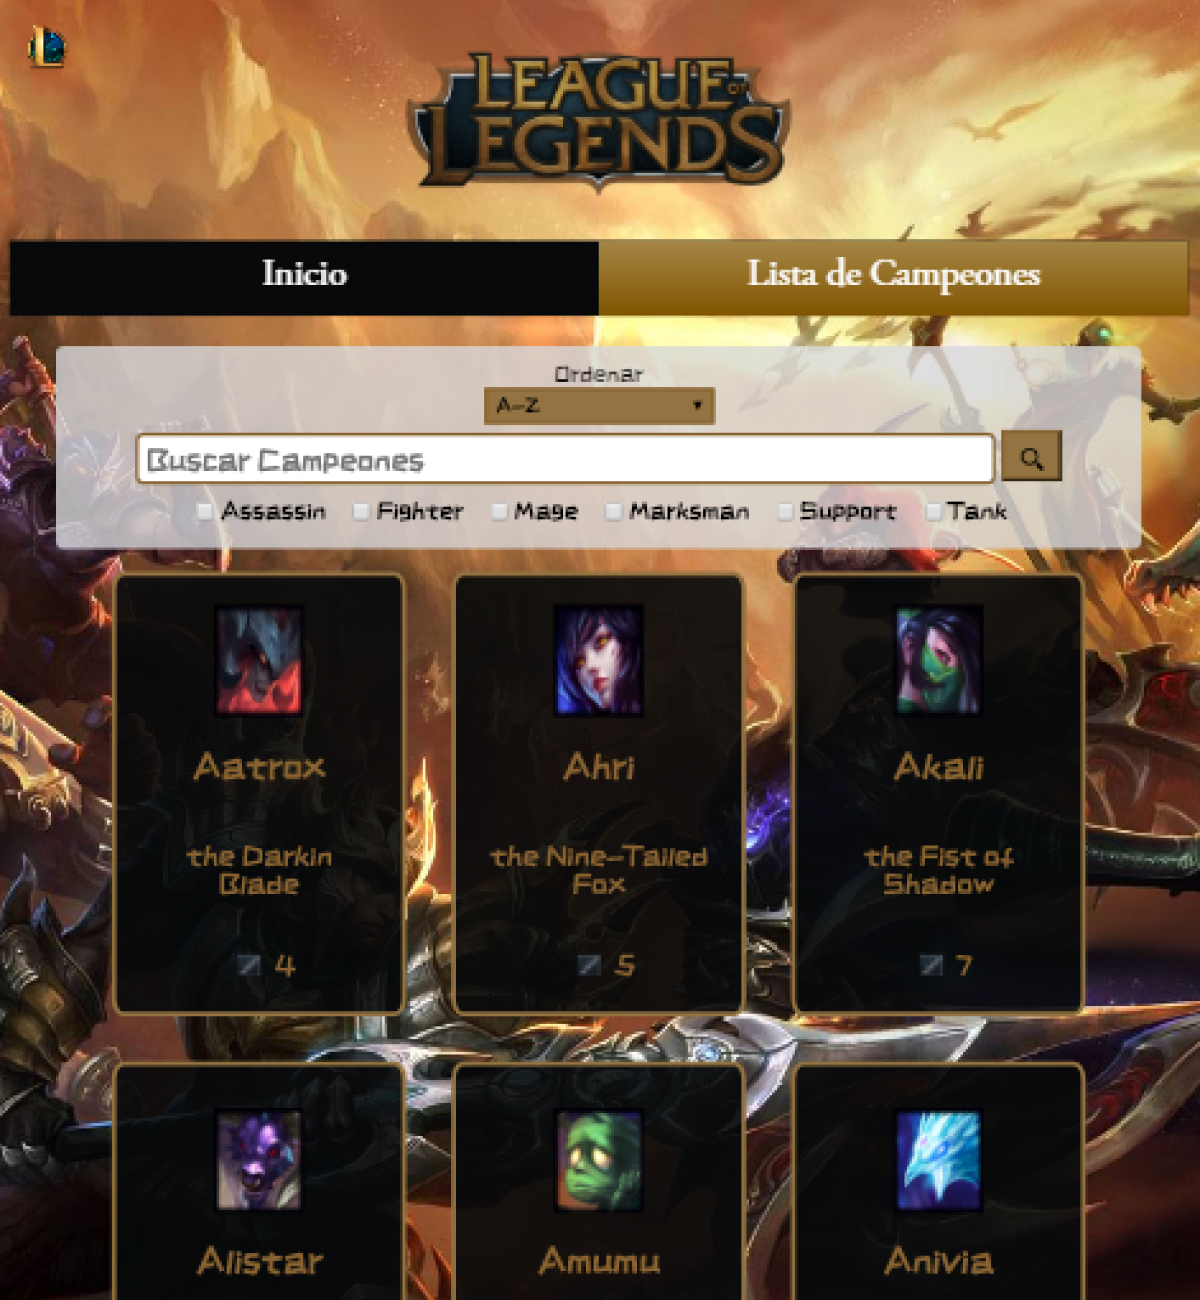 LEAGUE OF
LEGENDS
Inicio
Lista de Campeones
Ordenar
A-Z
Buscar Campeones
Assassin Fighter Mage Marksman Support Tank
Aatrox
the Darkin
Blade
4
Ahri
the Nine-Tailed
Fox
5
Akali
the Fist of
Shadow
7
Alistar
Amumu
Anivia